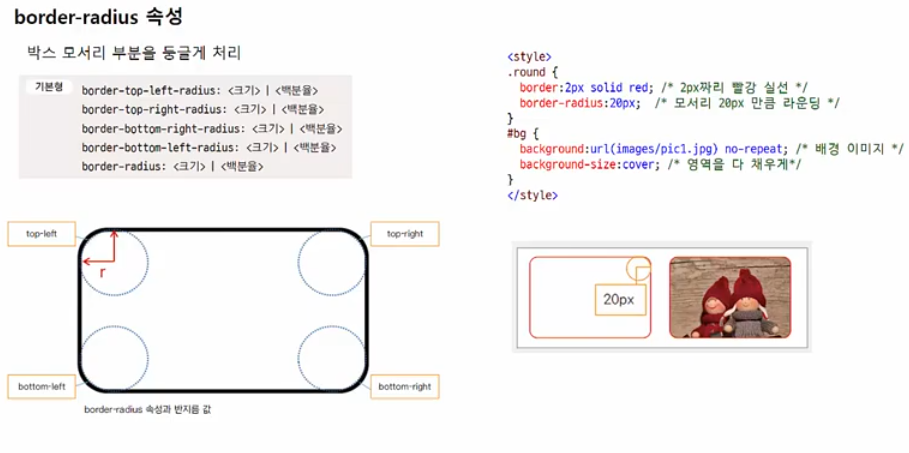 border-radius 속성
박스 모서리 부분을 둥글게 처리
기본형
border-top-left-radius: <크기> | <백분율>
border-top-right-radius: <크기> | <백분율>
border-bottom-right-radius: <크기> | <백분율>
border-bottom-left-radius: <크기> | <백분율>
border-radius: <크기> | <백분율>
top-left
top-right
r
bottom-left
bottom-right
border-radius 속성과 반지름 값
<style>
.round {
border:2px solid red; /* 2px짜리 빨강 실선 */
border-radius:20px; /* 모서리 20px 만큼 라운딩 */
}
#bg {
background:url(images/pic1.jpg) no-repeat; /* 배경 이미지 */
background-size:cover; /* 영역을 다 채우게*/
}
</style>
20px